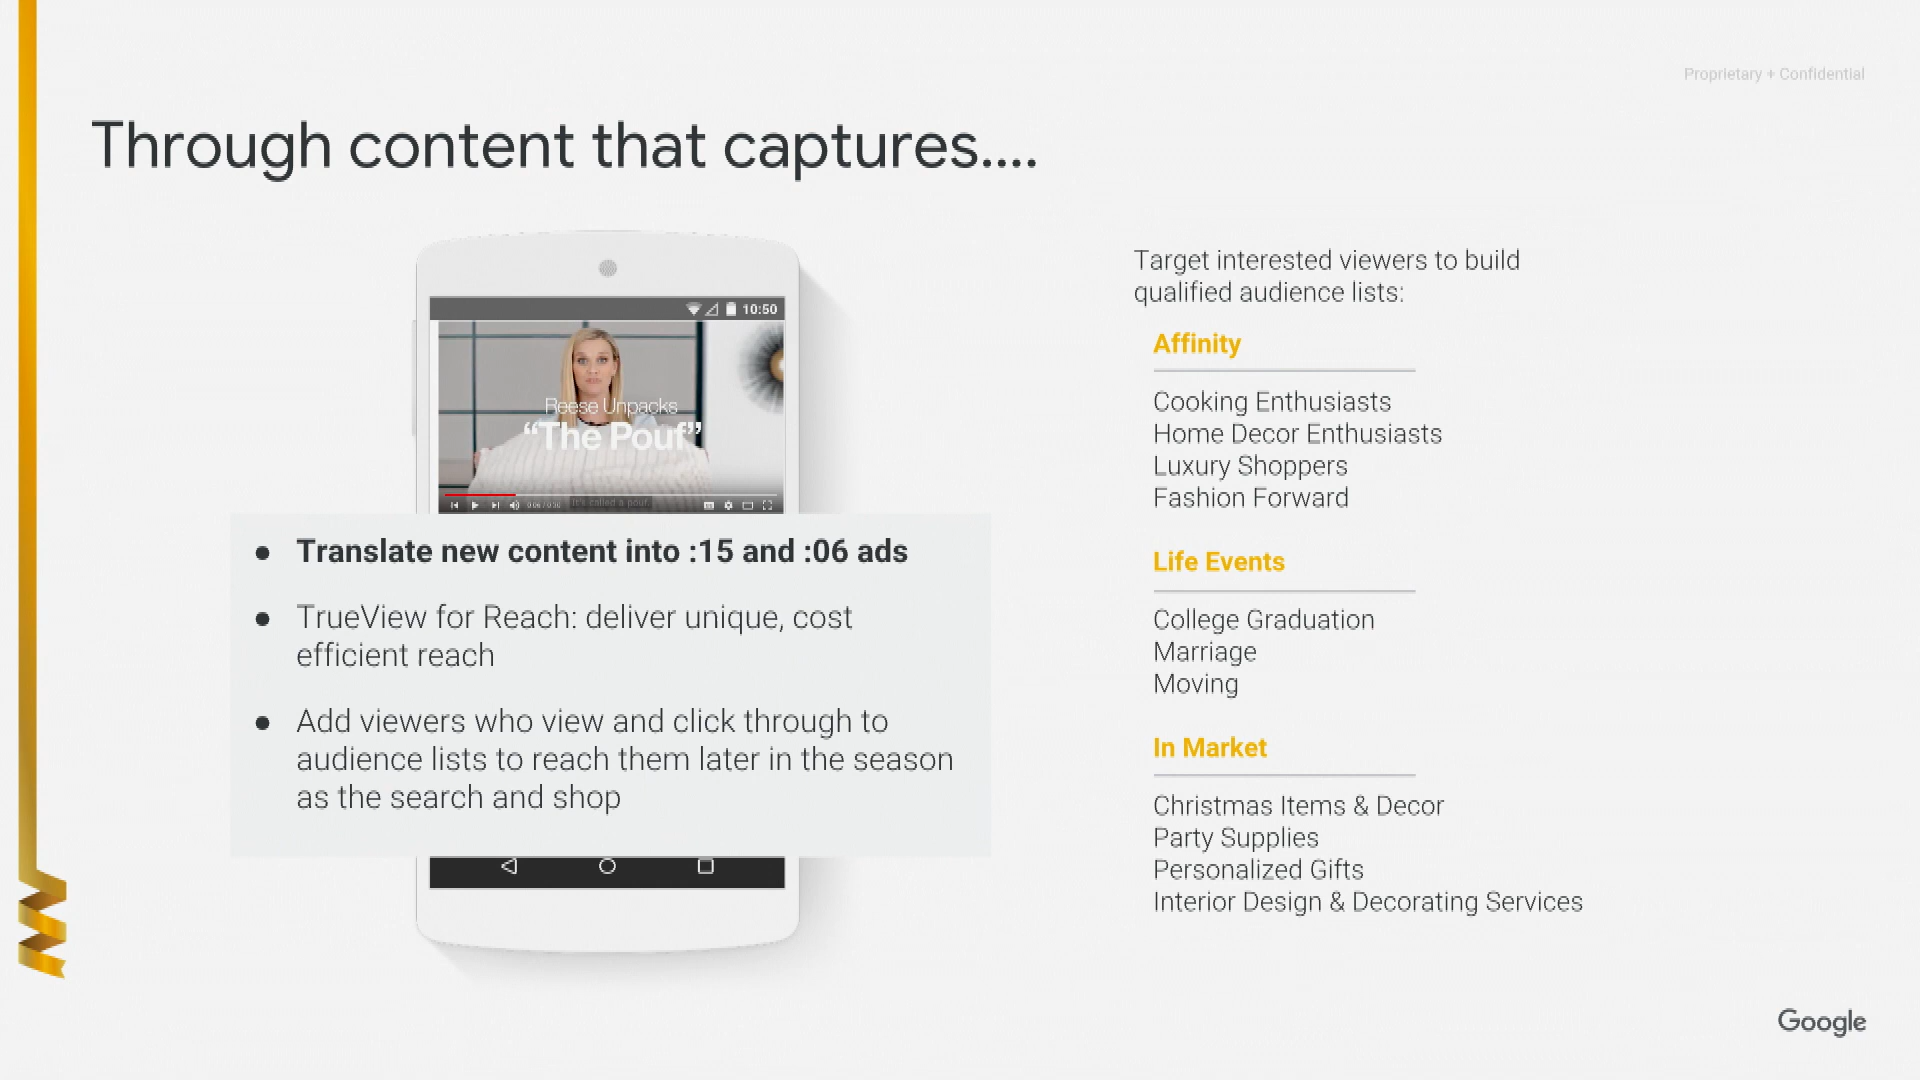 Proprietary + Confidential
Through content that captures....
10:50
Reese Unpacks
“The Pouf”
It's called a pouf.
● Translate new content into :15 and :06 ads
● TrueView for Reach: deliver unique, cost
efficient reach
● Add viewers who view and click through to
audience lists to reach them later in the season
as the search and shop
Target interested viewers to build
qualified audience lists:
Affinity
Cooking Enthusiasts
Home Decor Enthusiasts
Luxury Shoppers
Fashion Forward
Life Events
College Graduation
Marriage
Moving
In Market
Christmas Items & Decor
Party Supplies
Personalized Gifts
Interior Design & Decorating Services
Google